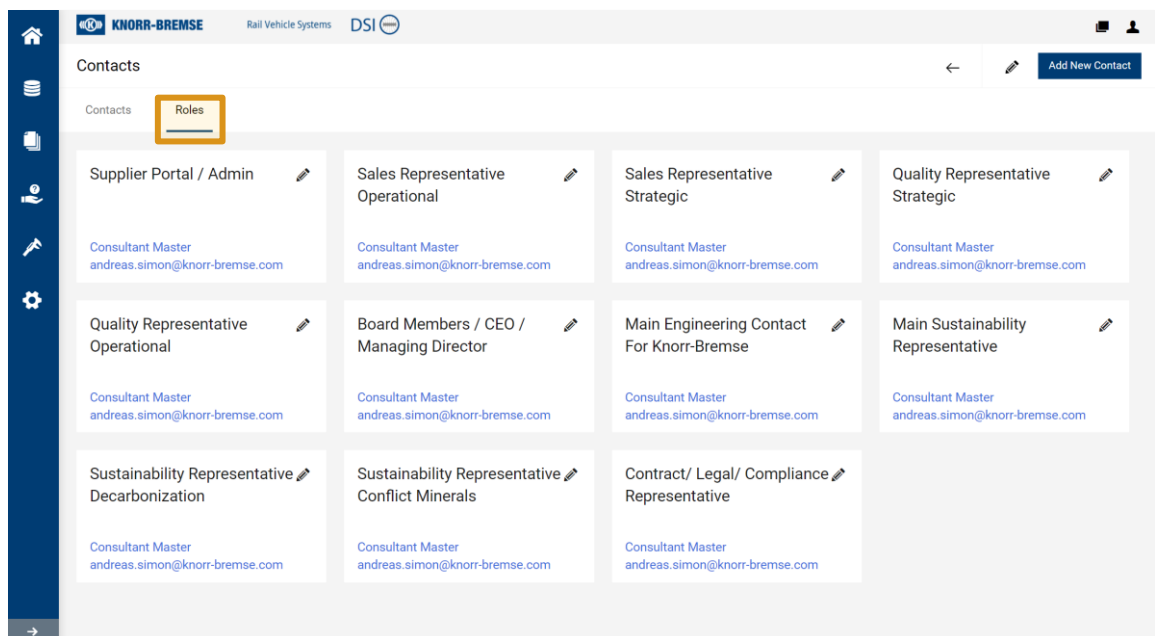 KNORR-BREMSE Rail Vehicle Systems DSI
Contacts
Add New Contact
Contacts Roles
Supplier Portal / Admin
Consultant Master
andreas.simon@knorr-bremse.com
Sales Representative
Operational
Consultant Master
andreas.simon@knorr-bremse.com
Sales Representative
Strategic
Consultant Master
andreas.simon@knorr-bremse.com
Quality Representative
Strategic
Consultant Master
andreas.simon@knorr-bremse.com
Quality Representative
Operational
Consultant Master
andreas.simon@knorr-bremse.com
Board Members / CEO /
Managing Director
Consultant Master
andreas.simon@knorr-bremse.com
Main Engineering Contact
For Knorr-Bremse
Consultant Master
andreas.simon@knorr-bremse.com
Main Sustainability
Representative
Consultant Master
andreas.simon@knorr-bremse.com
Sustainability Representative
Decarbonization
Consultant Master
andreas.simon@knorr-bremse.com
Sustainability Representative
Conflict Minerals
Consultant Master
andreas.simon@knorr-bremse.com
Contract/ Legal/ Compliance
Representative
Consultant Master
andreas.simon@knorr-bremse.com